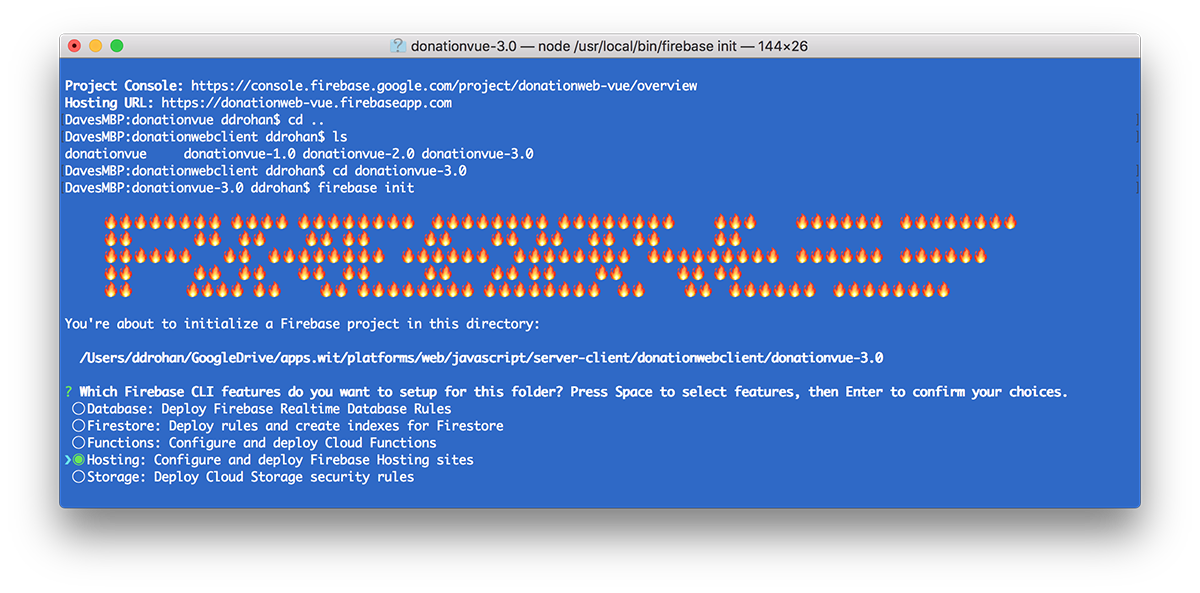 donationvue-3.0 — node /usr/local/bin/firebase init — 144×26
Project Console: https://console.firebase.google.com/project/donationweb-vue/overview
Hosting URL: https://donationweb-vue.firebaseapp.com
DavesMBP:donationvue ddrohan$ cd ..
DavesMBP:donationwebclient ddrohan$ ls
donationvue donationvue-1.0 donationvue-2.0 donationvue-3.0
DavesMBP:donationwebclient ddrohan$ cd donationvue-3.0
DavesMBP:donationvue-3.0 ddrohan$ firebase init
You're about to initialize a Firebase project in this directory:
/Users/ddrohan/GoogleDrive/apps.wit/platforms/web/javascript/server-client/donationwebclient/donationvue-3.0
? Which Firebase CLI features do you want to setup for this folder? Press Space to select features, then Enter to confirm your choices.
◯Database: Deploy Firebase Realtime Database Rules
◯Firestore: Deploy rules and create indexes for Firestore
◯Functions: Configure and deploy Cloud Functions
❯◉Hosting: Configure and deploy Firebase Hosting sites
◯Storage: Deploy Cloud Storage security rules